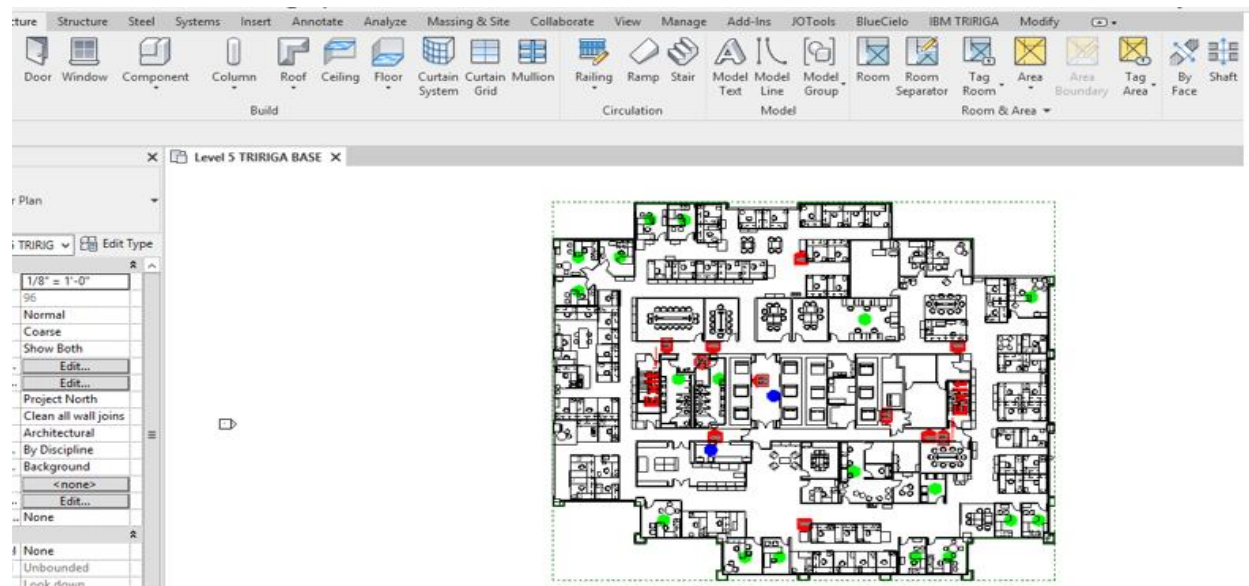 ture Structure Steel Systems Insert Annotate Analyze Massing & Site Collaborate View Manage Add-Ins JOTools BlueCielo IBM TRIRIGA Modify
Door Window Component Column Roof Ceiling Floor Curtain System Curtain Grid Mullion Railing Ramp Stair Model Text Model Line Model Group Room Room Separator Tag Room Area Area Boundary Tag Area By Face Shaft
Build Circulation Model Room & Area
Level 5 TRIRIGA BASE
r Plan
TRIRIG Edit Type
1/8" = 1'-0"
96
Normal
Coarse
Show Both
Edit...
Edit...
Project North
Clean all wall joins
Architectural
By Discipline
Background
<none>
Edit...
None
None
Unbounded
Look down
Exit
Exit